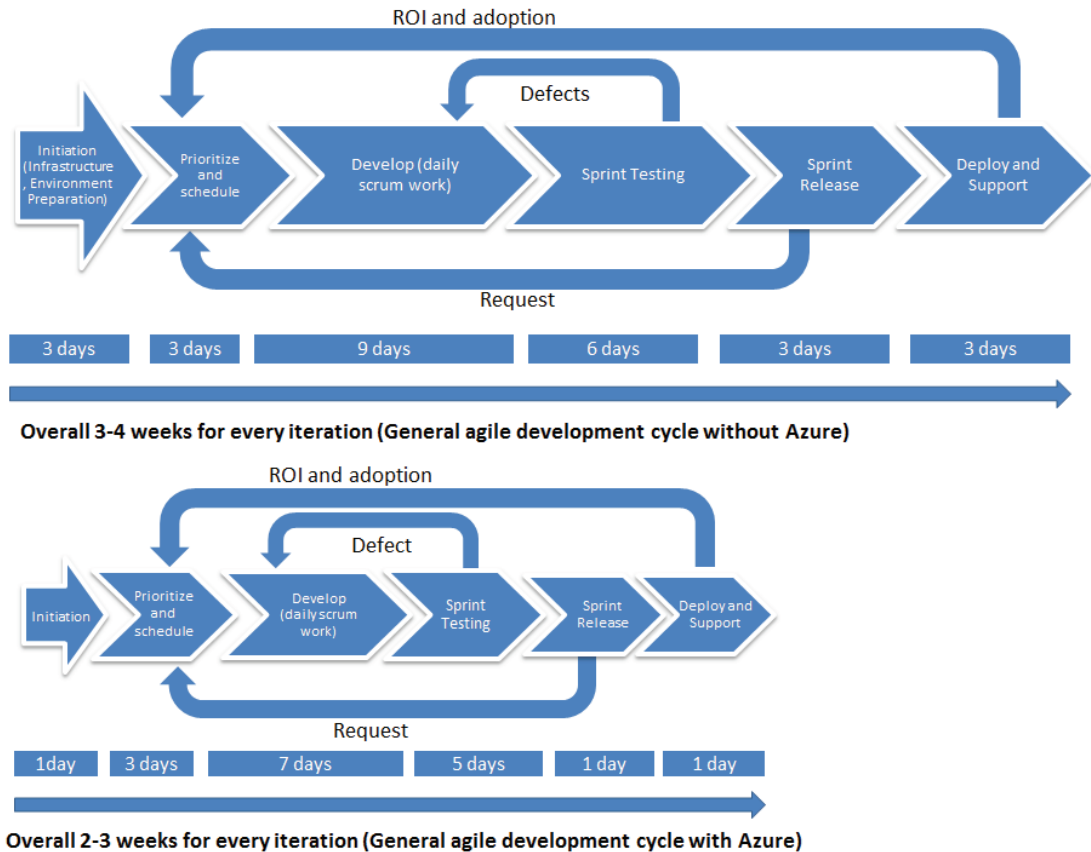 ROI and adoption
Defects
Initiation
(Infrastructure
, Environment
Preparation)
Prioritize
and
schedule
Develop (daily
scrum work)
Sprint Testing
Sprint
Release
Deploy and
Support
Request
3 days
3 days
9 days
6 days
3 days
3 days
Overall 3-4 weeks for every iteration (General agile development cycle without Azure)
ROI and adoption
Defect
Initiation
Prioritize
and
schedule
Develop
(daily scrum
work)
Sprint
Testing
Sprint
Release
Deploy and
Support
Request
1day
3 days
7 days
5 days
1 day
1 day
Overall 2-3 weeks for every iteration (General agile development cycle with Azure)